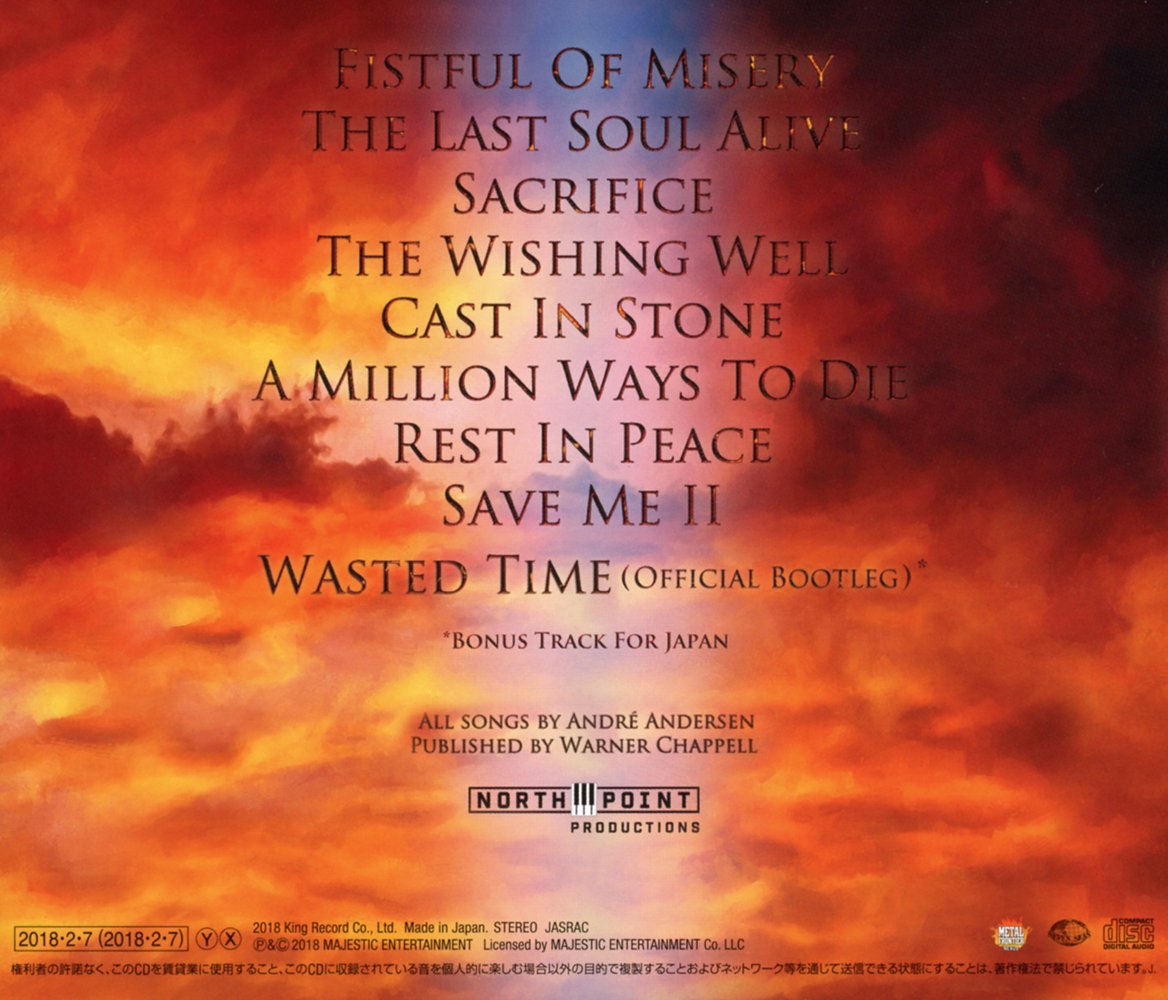 Fistful Of Misery
The Last Soul Alive
Sacrifice
The Wishing Well
Cast In Stone
A Million Ways To Die
Rest In Peace
Save Me II
Wasted Time (Official Bootleg)*
*Bonus Track For Japan
All songs by André Andersen
Published by Warner Chappell
NORTH POINT
PRODUCTIONS
2018 King Record Co., Ltd. Made in Japan. STEREO JASRAC
2018・2・7 (2018・2・7) Ⓨ Ⓧ
Ⓟ&Ⓒ 2018 MAJESTIC ENTERTAINMENT Licensed by MAJESTIC ENTERTAINMENT Co. LLC
METAL
FRONTIER
SEVEN SEAS
COMPACT
disc
DIGITAL AUDIO
権利者の許諾なく、このCDを賃貸業に使用すること、このCDに収録されている音を個人的に楽しむ場合以外の目的で複製することおよびネットワーク等を通じて送信できる状態にすることは、著作権法で禁じられています。J.